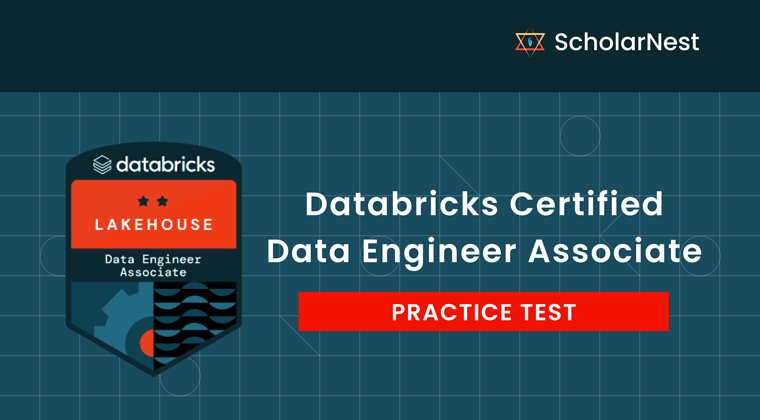 ScholarNest
databricks
LAKEHOUSE
Data Engineer
Associate
Databricks Certified
Data Engineer Associate
PRACTICE TEST